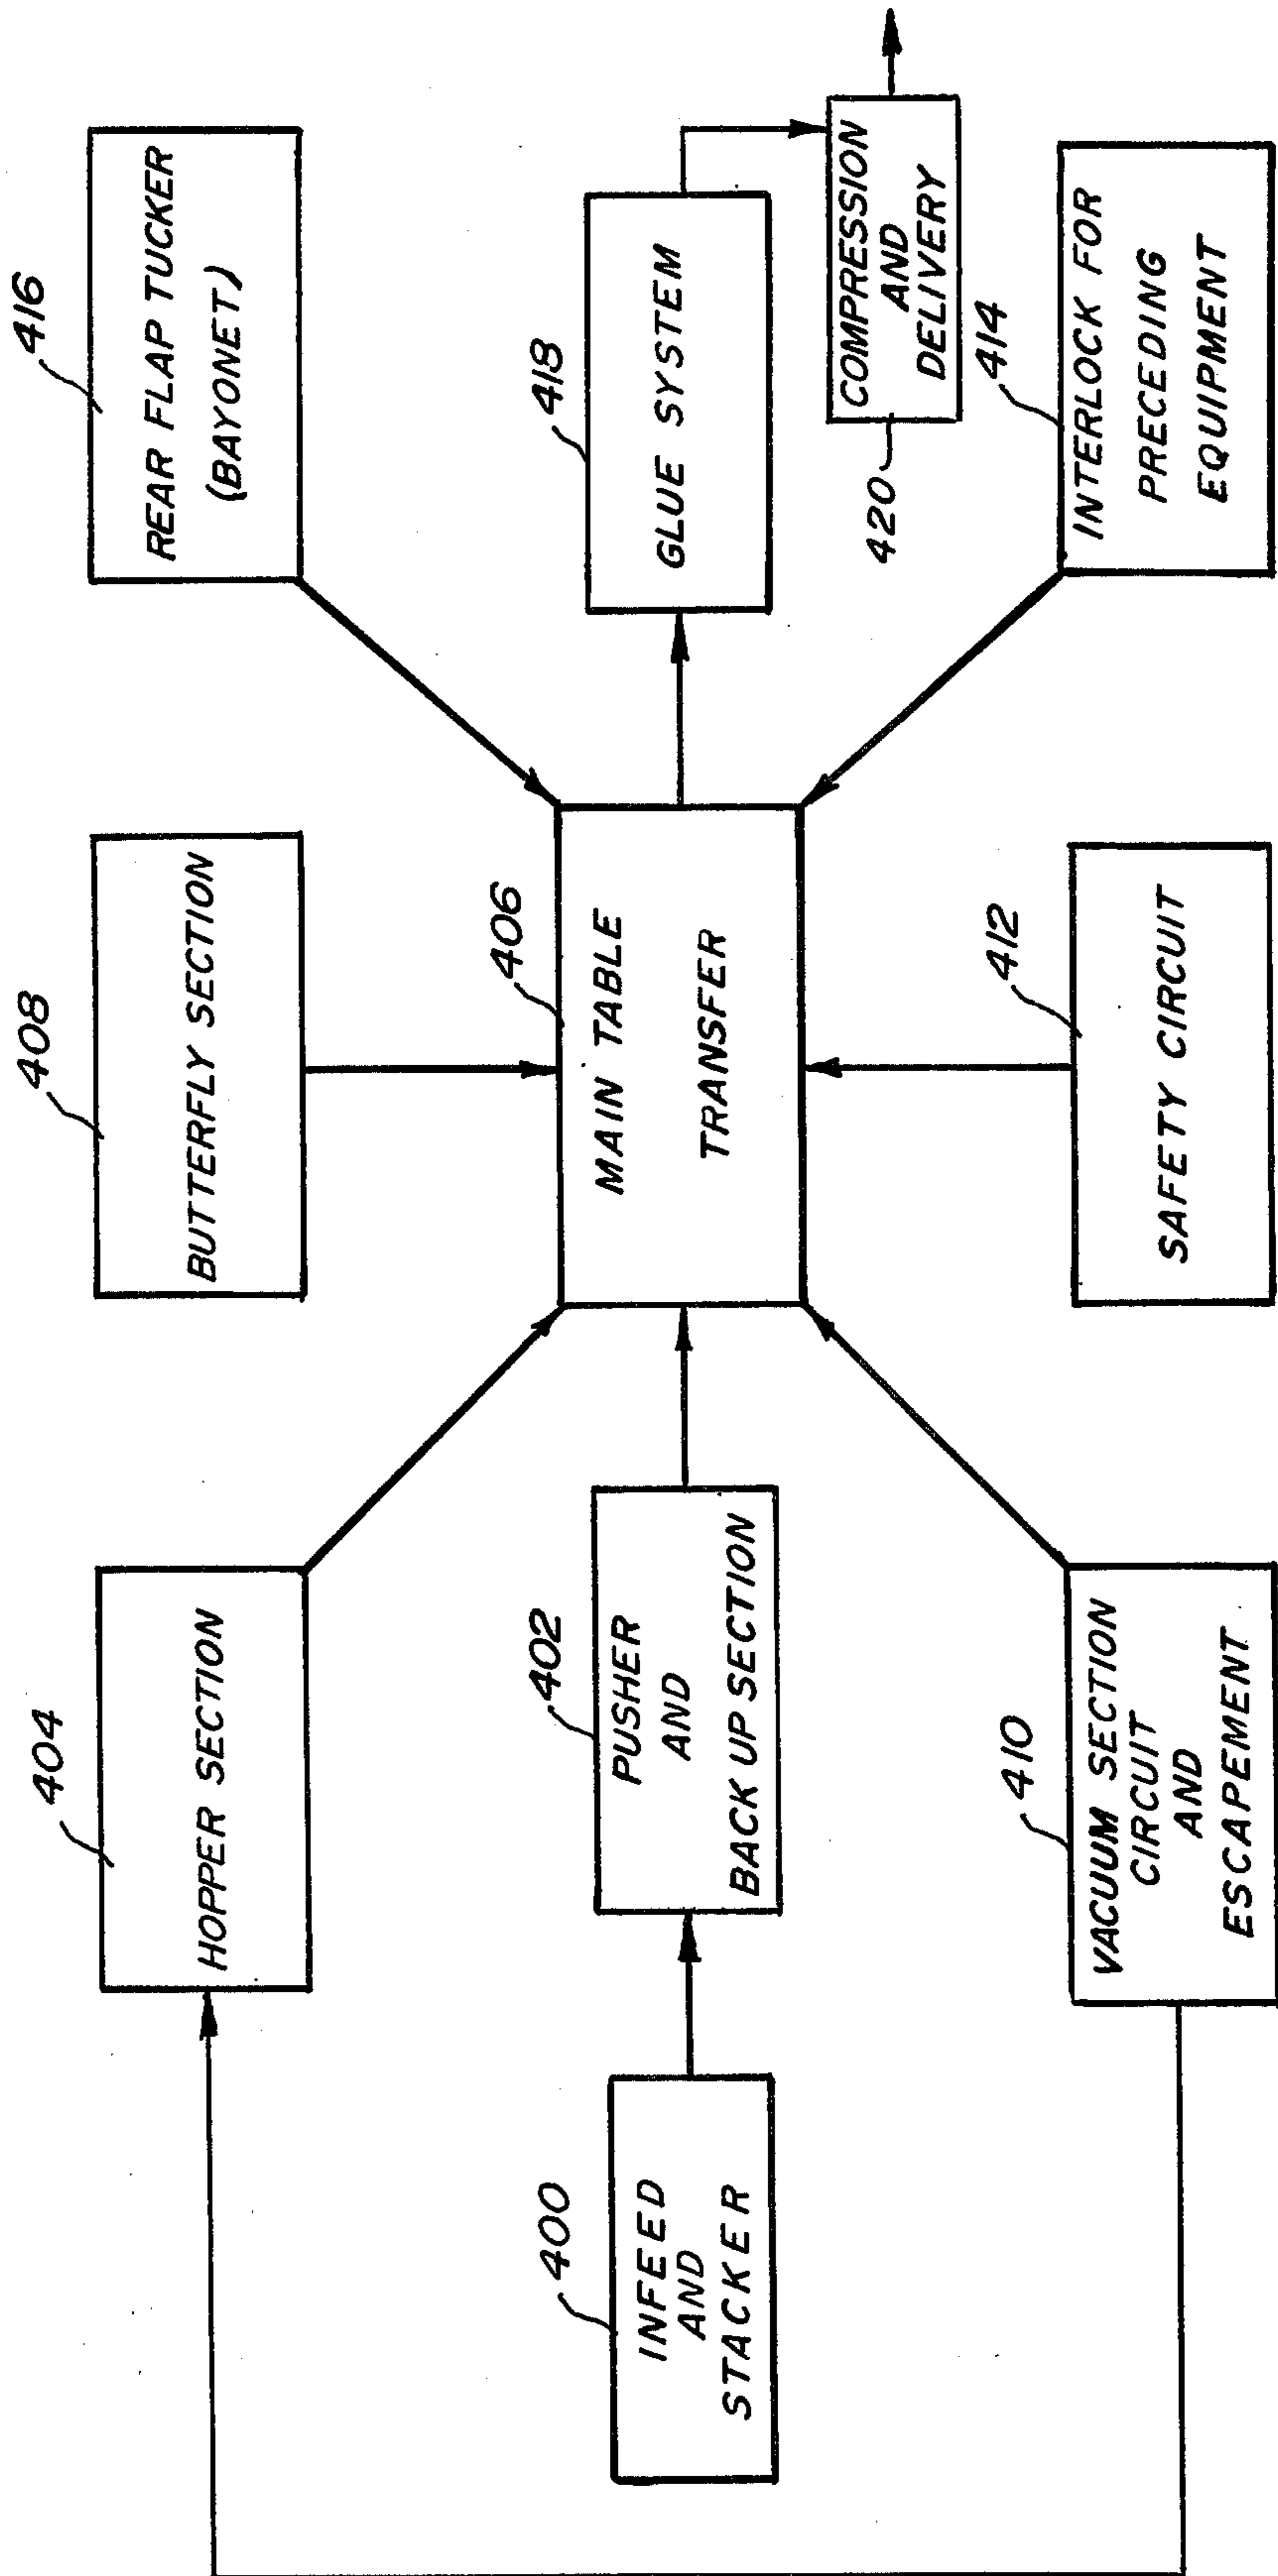 404
HOPPER SECTION
408
BUTTERFLY SECTION
416
REAR FLAP TUCKER
(BAYONET)
400
INFEED
AND
STACKER
402
PUSHER
AND
BACK UP SECTION
406
MAIN TABLE
TRANSFER
418
GLUE SYSTEM
420
COMPRESSION
AND
DELIVERY
410
VACUUM SECTION
CIRCUIT
AND
ESCAPEMENT
412
SAFETY CIRCUIT
414
INTERLOCK FOR
PRECEDING
EQUIPMENT